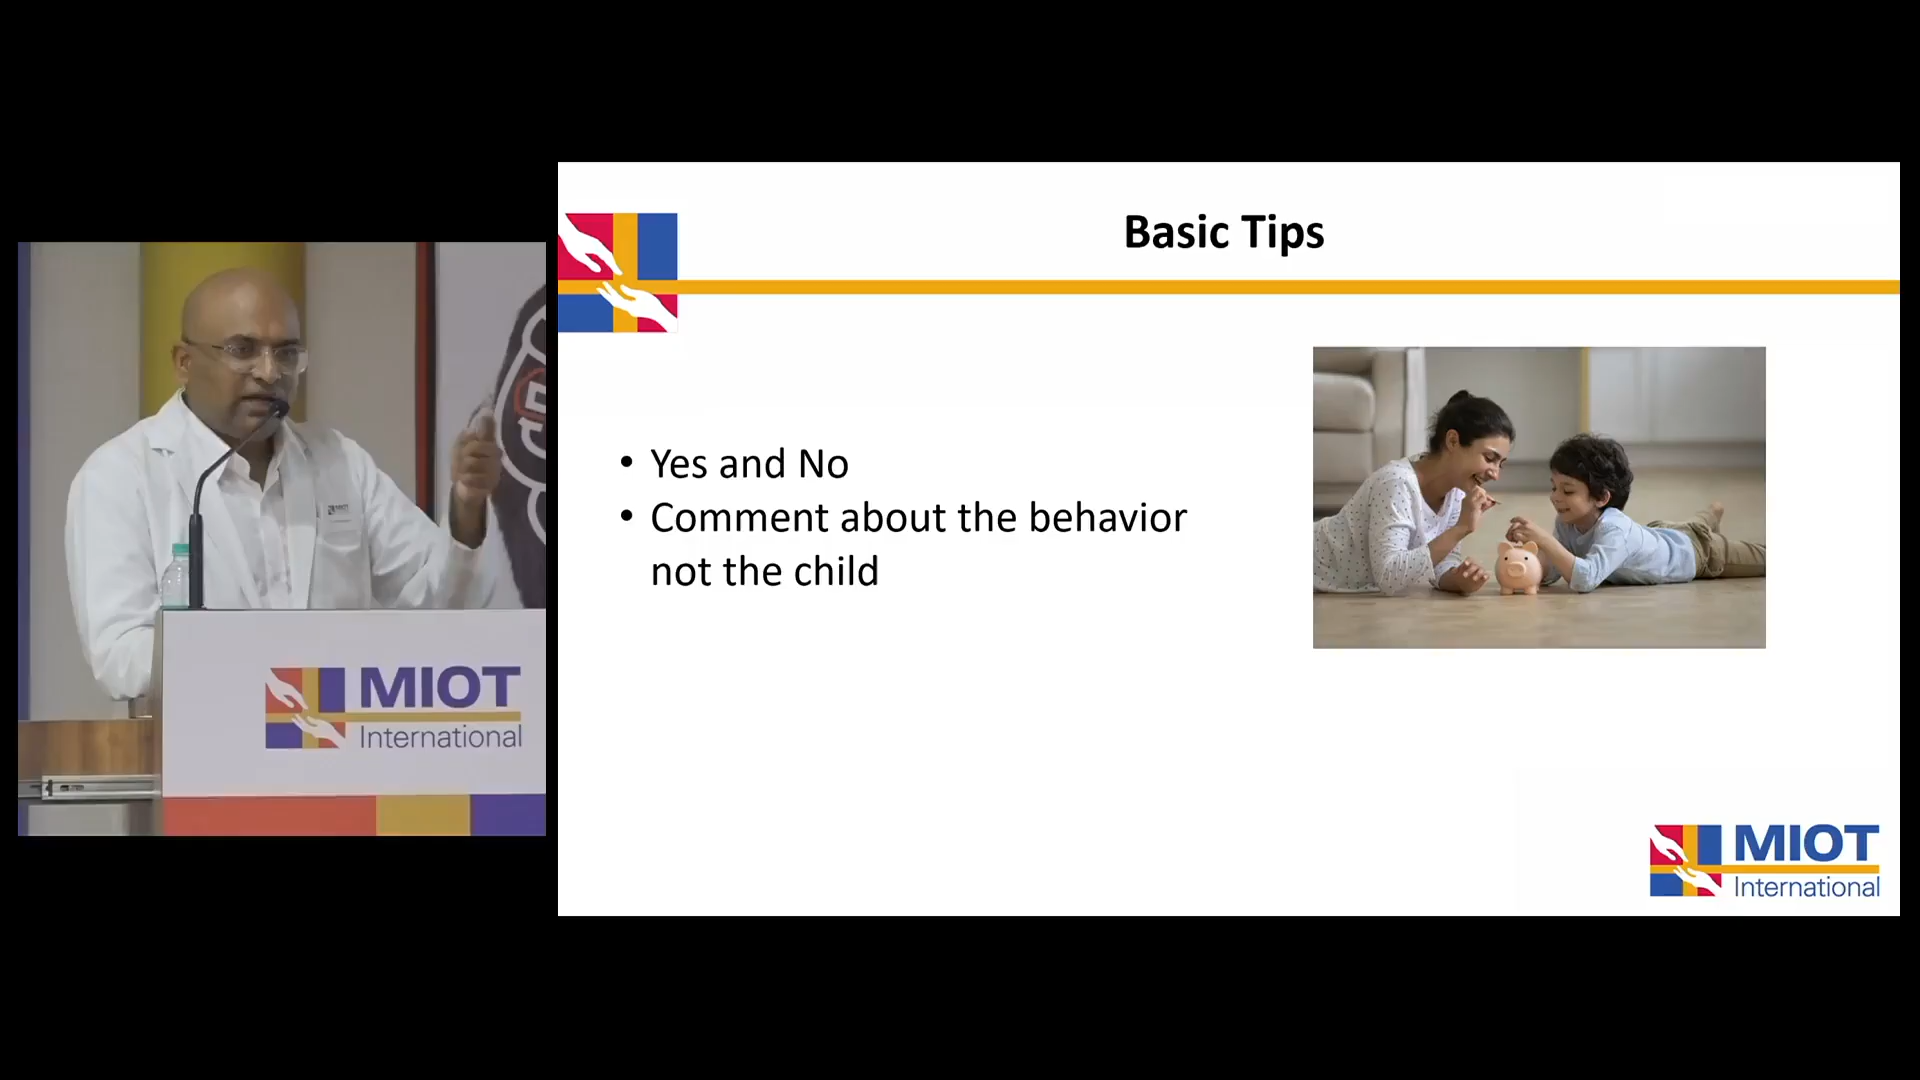 Basic Tips
• Yes and No
• Comment about the behavior
not the child
MIOT
International
MIOT
International